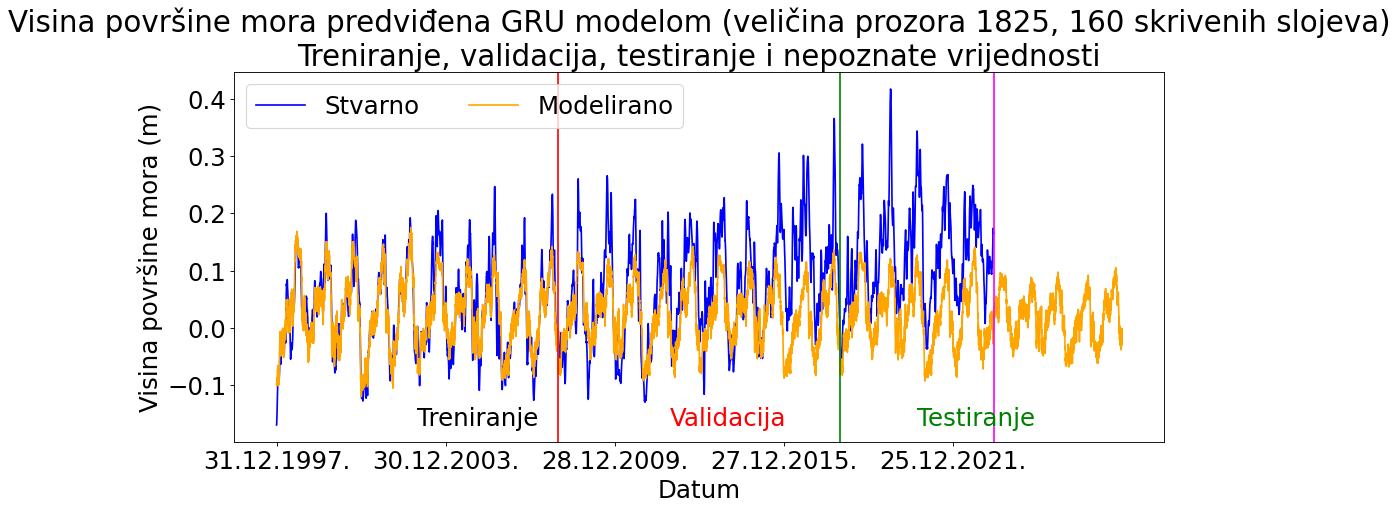 Visina površine mora predviđena GRU modelom (veličina prozora 1825, 160 skrivenih slojeva)
Treniranje, validacija, testiranje i nepoznate vrijednosti
Stvarno
Modelirano
Visina površine mora (m)
0.4
0.3
0.2
0.1
0.0
−0.1
Treniranje
Validacija
Testiranje
31.12.1997.
30.12.2003.
28.12.2009.
27.12.2015.
25.12.2021.
Datum